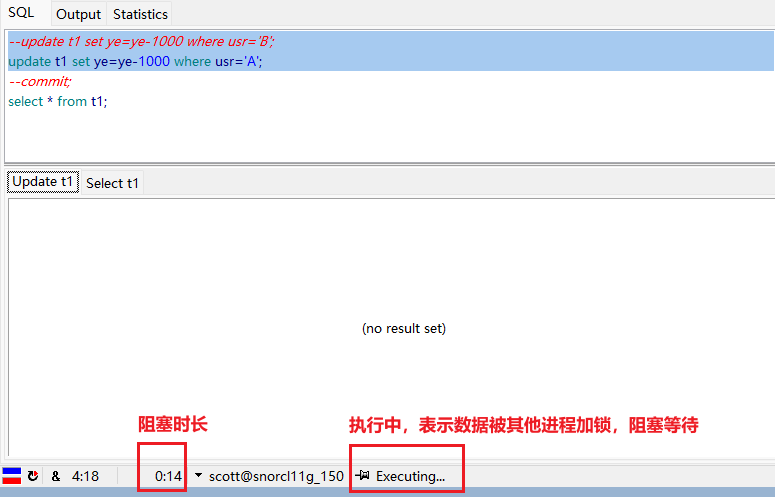 SQL Output Statistics
--update t1 set ye=ye-1000 where usr='B';
update t1 set ye=ye-1000 where usr='A';
--commit;
select * from t1;
Update t1 Select t1
(no result set)
阻塞时长
执行中，表示数据被其他进程加锁，阻塞等待
& 4:18 0:14 scott@snorcl11g_150 Executing...